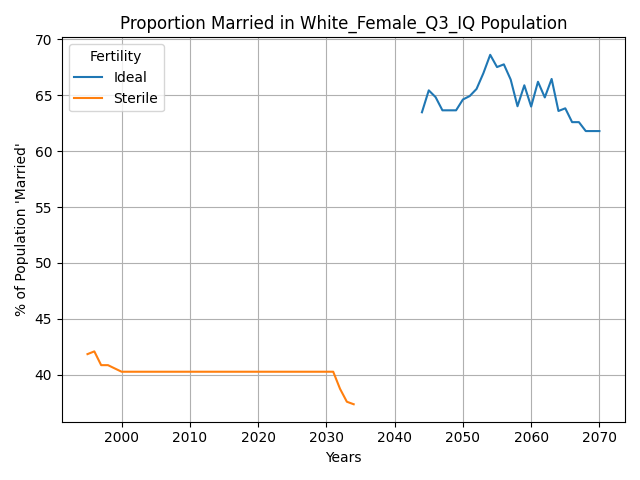 Proportion Married in White_Female_Q3_IQ Population
Fertility
Ideal
Sterile
% of Population 'Married'
70
65
60
55
50
45
40
2000 2010 2020 2030 2040 2050 2060 2070
Years